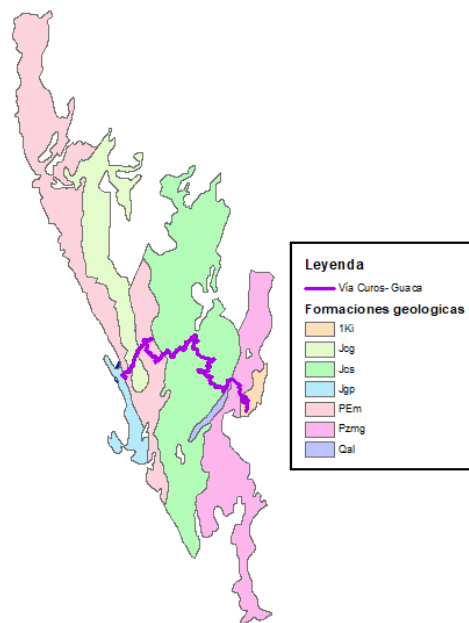 Leyenda
Vía Curos- Guaca
Formaciones geologicas
1Ki
Jcg
Jcs
Jgp
PEm
Pzmg
Qal